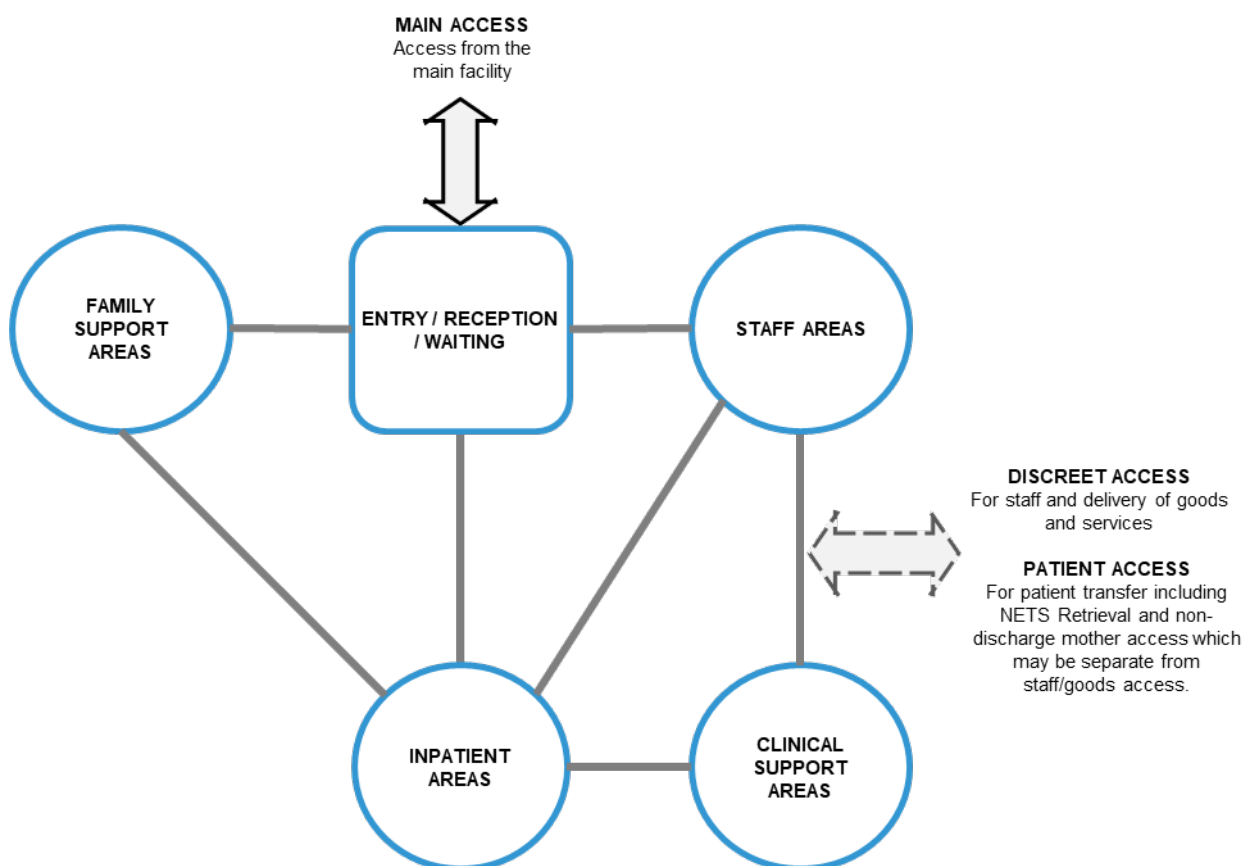 MAIN ACCESS
Access from the
main facility
FAMILY
SUPPORT
AREAS
ENTRY / RECEPTION
/ WAITING
STAFF AREAS
DISCREET ACCESS
For staff and delivery of goods
and services
PATIENT ACCESS
For patient transfer including
NETS Retrieval and non-
discharge mother access which
may be separate from
staff/goods access.
INPATIENT
AREAS
CLINICAL
SUPPORT
AREAS